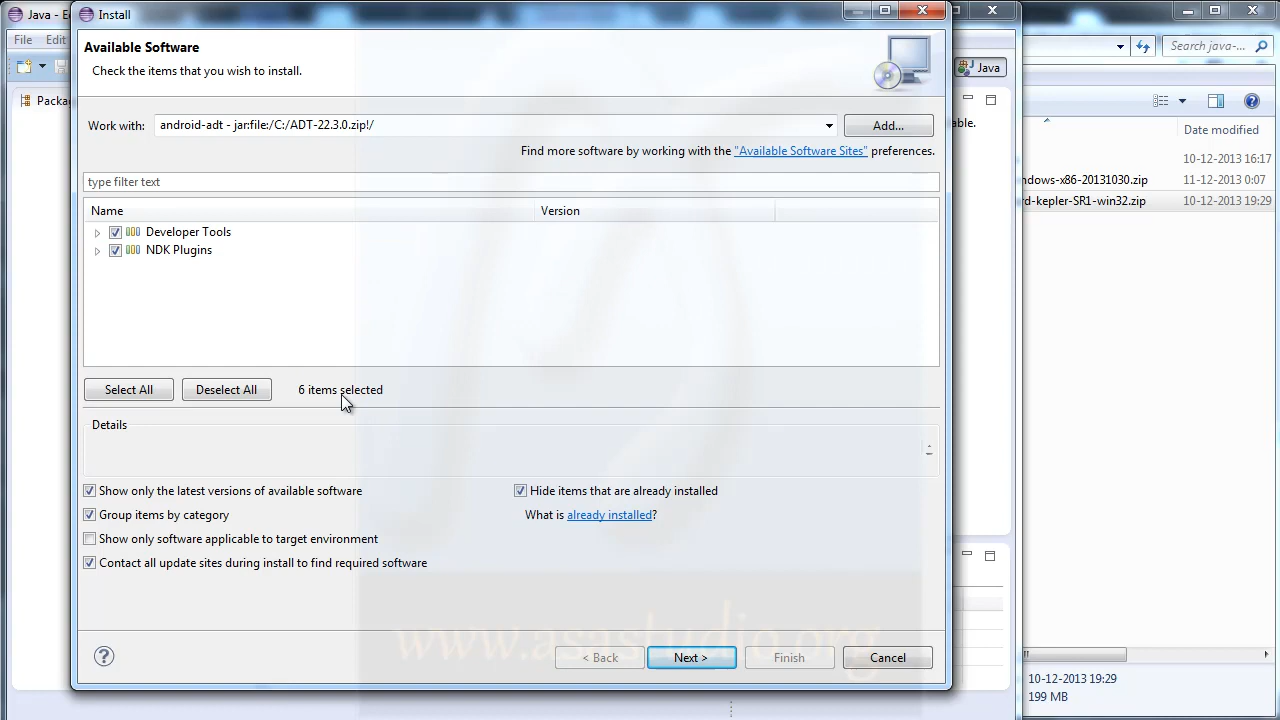 Java - E
Install
File Edit
Search java-...
Available Software
Check the items that you wish to install.
Java
Packa
Work with: android-adt - jar:file:/C:/ADT-22.3.0.zip!/ Add...
able.
Date modified
Find more software by working with the "Available Software Sites" preferences.
10-12-2013 16:17
type filter text
ndows-x86-20131030.zip 11-12-2013 0:07
rd-kepler-SR1-win32.zip 10-12-2013 19:29
Name Version
Developer Tools
NDK Plugins
Select All Deselect All 6 items selected
Details
Show only the latest versions of available software Hide items that are already installed
Group items by category What is already installed?
Show only software applicable to target environment
Contact all update sites during install to find required software
www.asastudio.org
< Back Next > Finish Cancel
10-12-2013 19:29
199 MB